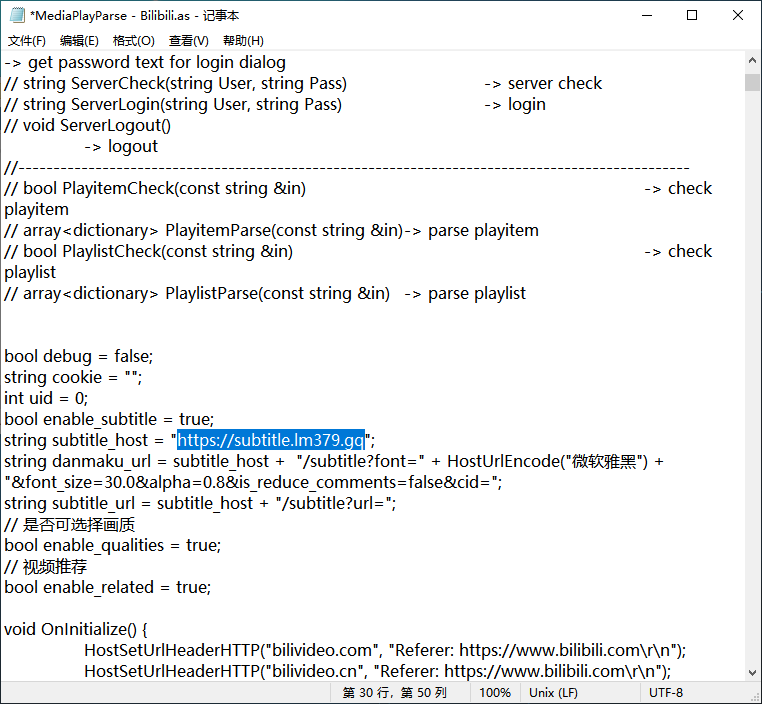 *MediaPlayParse - Bilibili.as - 记事本
文件(F) 编辑(E) 格式(O) 查看(V) 帮助(H)
-> get password text for login dialog
// string ServerCheck(string User, string Pass) -> server check
// string ServerLogin(string User, string Pass) -> login
// void ServerLogout()
-> logout
//---------------------------------------------------------------------------------------------
// bool PlayitemCheck(const string &in) -> check
playitem
// array<dictionary> PlayitemParse(const string &in)-> parse playitem
// bool PlaylistCheck(const string &in) -> check
playlist
// array<dictionary> PlaylistParse(const string &in) -> parse playlist
bool debug = false;
string cookie = "";
int uid = 0;
bool enable_subtitle = true;
string subtitle_host = "https://subtitle.lm379.gq";
string danmaku_url = subtitle_host + "/subtitle?font=" + HostUrlEncode("微软雅黑") +
"&font_size=30.0&alpha=0.8&is_reduce_comments=false&cid=";
string subtitle_url = subtitle_host + "/subtitle?url=";
// 是否可选择画质
bool enable_qualities = true;
// 视频推荐
bool enable_related = true;
void OnInitialize() {
HostSetUrlHeaderHTTP("bilivideo.com", "Referer: https://www.bilibili.com\r\n");
HostSetUrlHeaderHTTP("bilivideo.cn", "Referer: https://www.bilibili.com\r\n");
第 30 行，第 50 列 100% Unix (LF) UTF-8